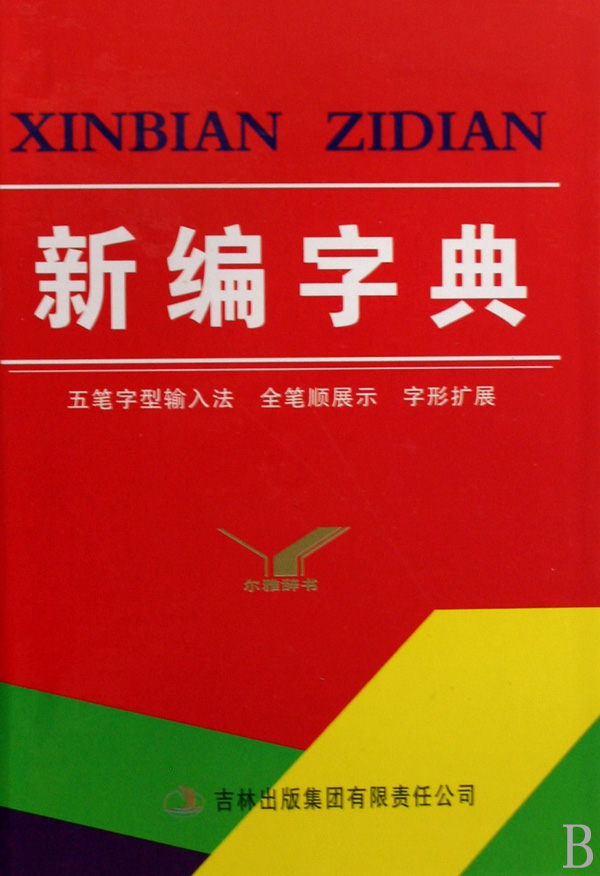 XINBIAN ZIDIAN
新编字典
五笔字型输入法 全笔顺展示 字形扩展
尔雅辞书
吉林出版集团有限责任公司
B